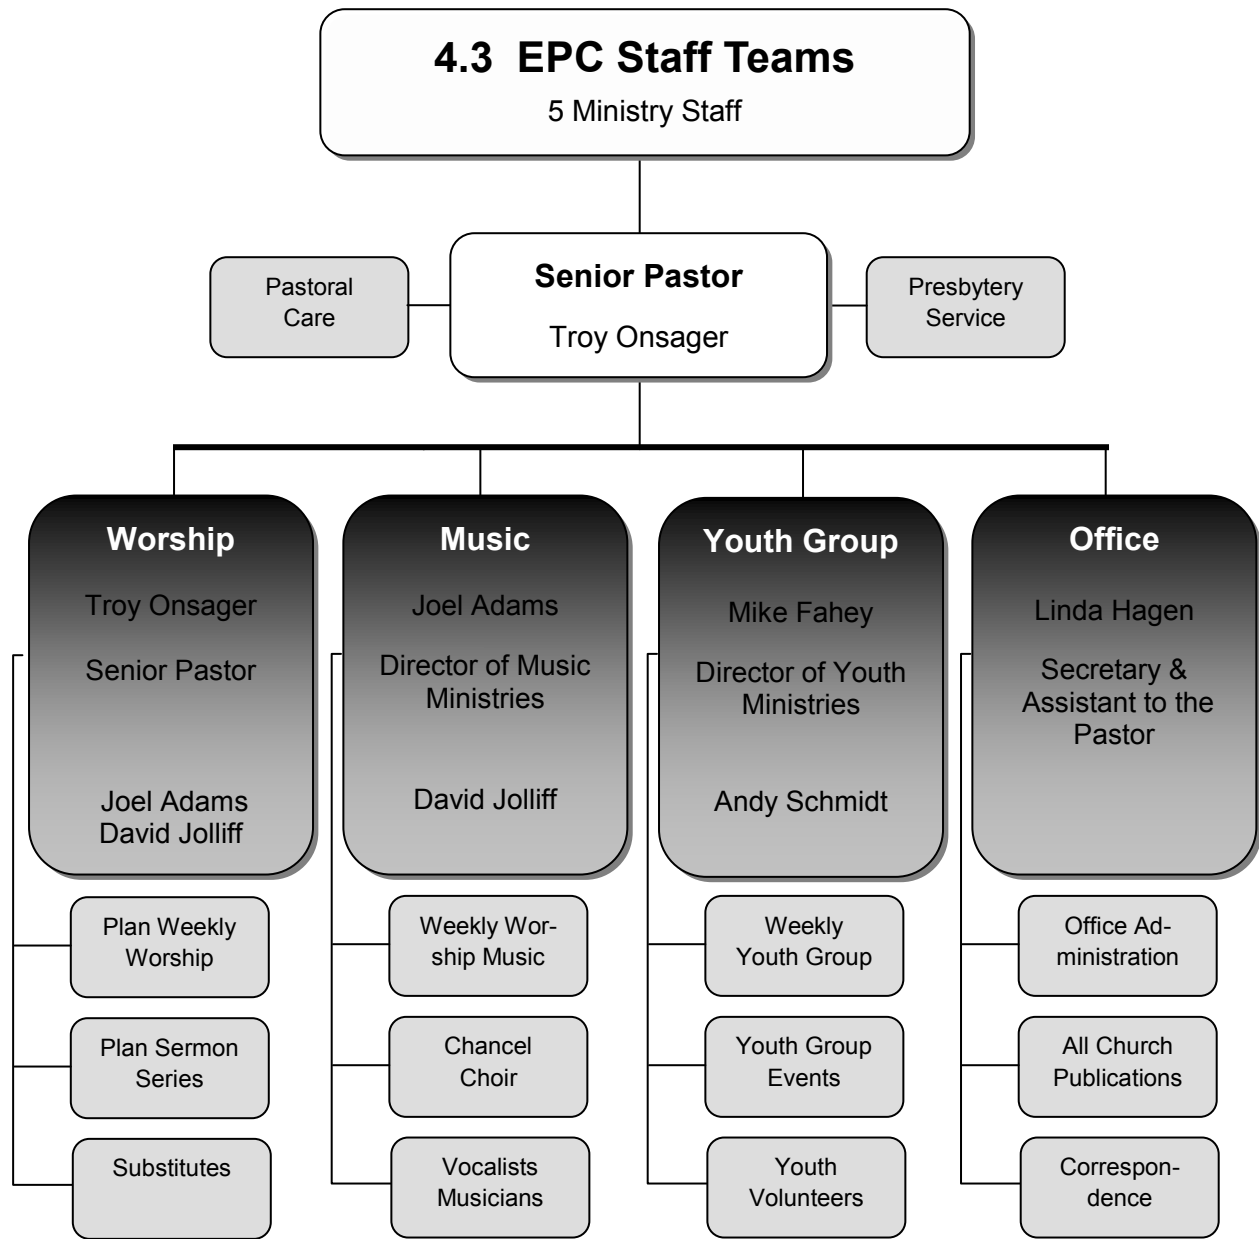 4.3 EPC Staff Teams
5 Ministry Staff
Pastoral
Care
Senior Pastor
Troy Onsager
Presbytery
Service
Worship
Troy Onsager
Senior Pastor
Joel Adams
David Jolliff
Music
Joel Adams
Director of Music
Ministries
David Jolliff
Youth Group
Mike Fahey
Director of Youth
Ministries
Andy Schmidt
Office
Linda Hagen
Secretary &
Assistant to the
Pastor
Plan Weekly
Worship
Plan Sermon
Series
Substitutes
Weekly Wor-
ship Music
Chancel
Choir
Vocalists
Musicians
Weekly
Youth Group
Youth Group
Events
Youth
Volunteers
Office Ad-
ministration
All Church
Publications
Correspon-
dence